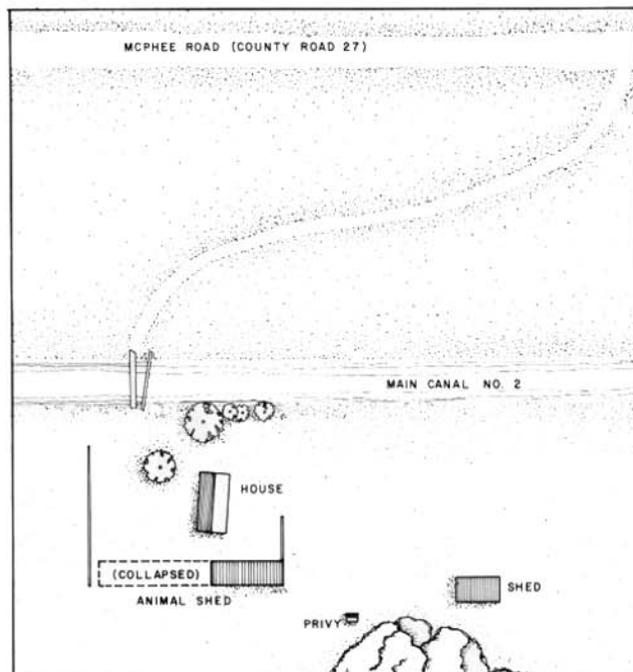 MCPHEE ROAD (COUNTY ROAD 27)
MAIN CANAL NO. 2
HOUSE
(COLLAPSED)
ANIMAL SHED
SHED
PRIVY